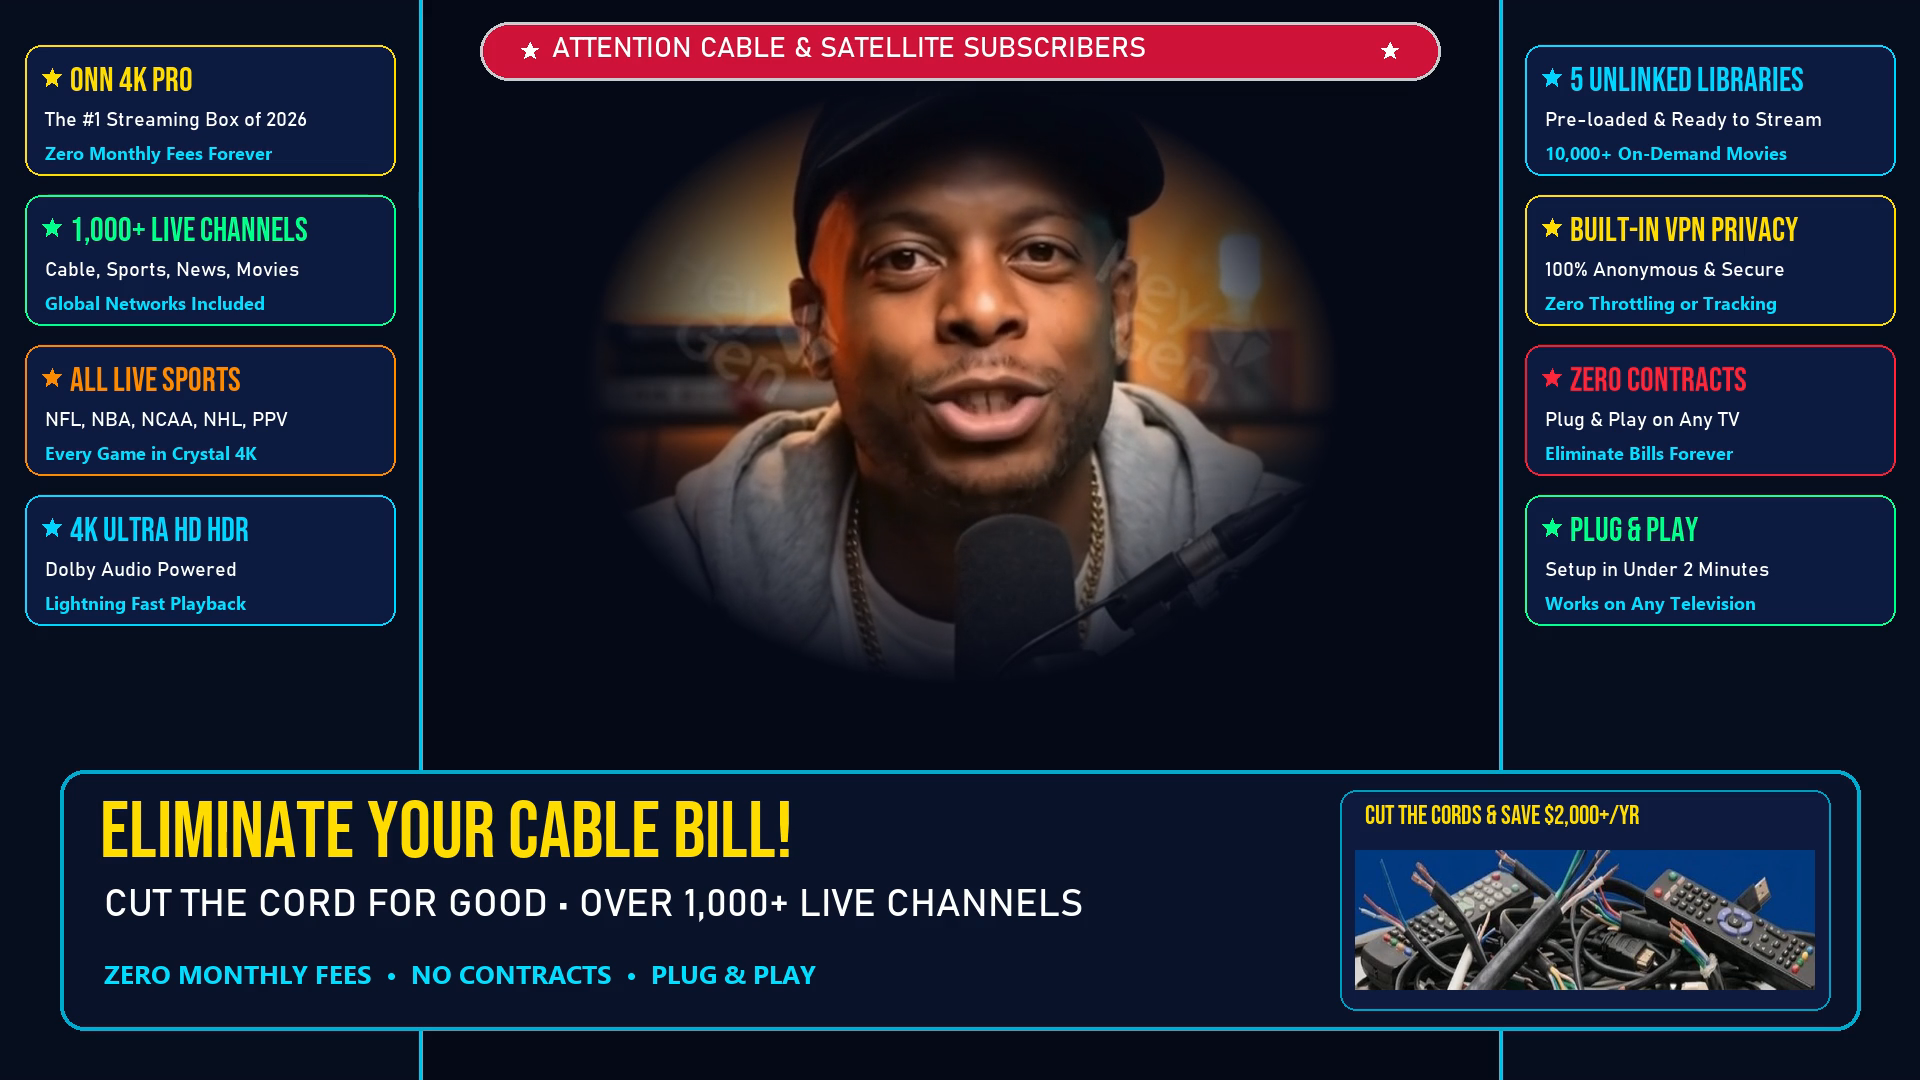 ATTENTION CABLE & SATELLITE SUBSCRIBERS
ONN 4K PRO
The #1 Streaming Box of 2026
Zero Monthly Fees Forever
1,000+ LIVE CHANNELS
Cable, Sports, News, Movies
Global Networks Included
ALL LIVE SPORTS
NFL, NBA, NCAA, NHL, PPV
Every Game in Crystal 4K
4K ULTRA HD HDR
Dolby Audio Powered
Lightning Fast Playback
5 UNLINKED LIBRARIES
Pre-loaded & Ready to Stream
10,000+ On-Demand Movies
BUILT-IN VPN PRIVACY
100% Anonymous & Secure
Zero Throttling or Tracking
ZERO CONTRACTS
Plug & Play on Any TV
Eliminate Bills Forever
PLUG & PLAY
Setup in Under 2 Minutes
Works on Any Television
ELIMINATE YOUR CABLE BILL!
CUT THE CORD FOR GOOD • OVER 1,000+ LIVE CHANNELS
ZERO MONTHLY FEES • NO CONTRACTS • PLUG & PLAY
CUT THE CORDS & SAVE $2,000+/YR